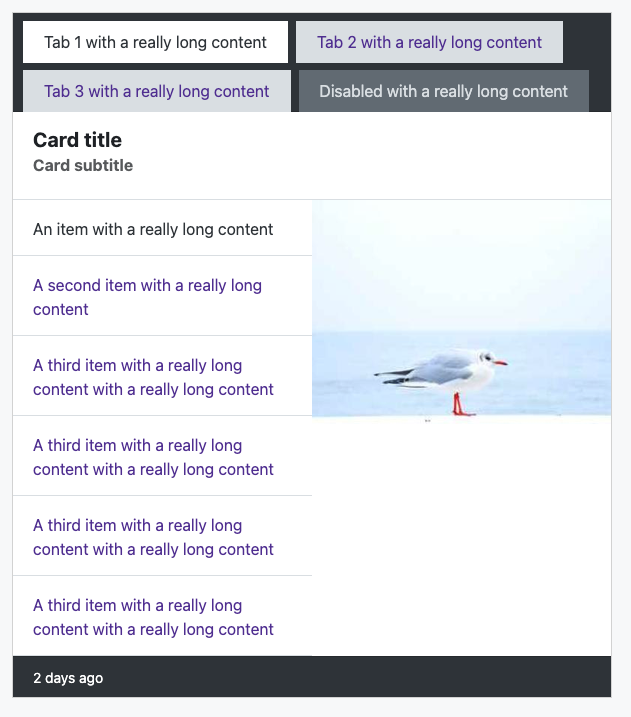 Tab 1 with a really long content
Tab 2 with a really long content
Tab 3 with a really long content
Disabled with a really long content
Card title
Card subtitle
An item with a really long content
A second item with a really long
content
A third item with a really long
content with a really long content
A third item with a really long
content with a really long content
A third item with a really long
content with a really long content
A third item with a really long
content with a really long content
2 days ago